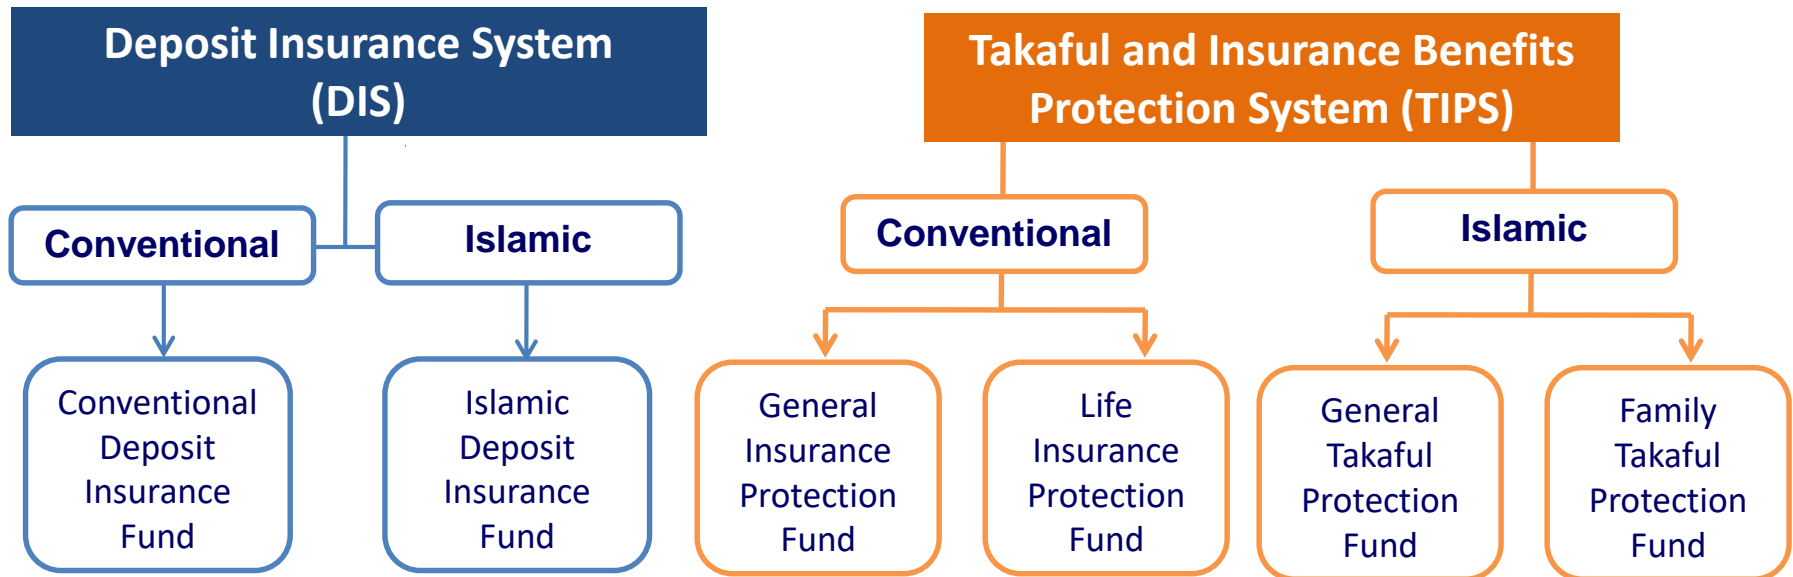 Deposit Insurance System
(DIS)
Takaful and Insurance Benefits
Protection System (TIPS)
Conventional
Islamic
Conventional
Islamic
Conventional
Deposit
Insurance
Fund
Islamic
Deposit
Insurance
Fund
General
Insurance
Protection
Fund
Life
Insurance
Protection
Fund
General
Takaful
Protection
Fund
Family
Takaful
Protection
Fund